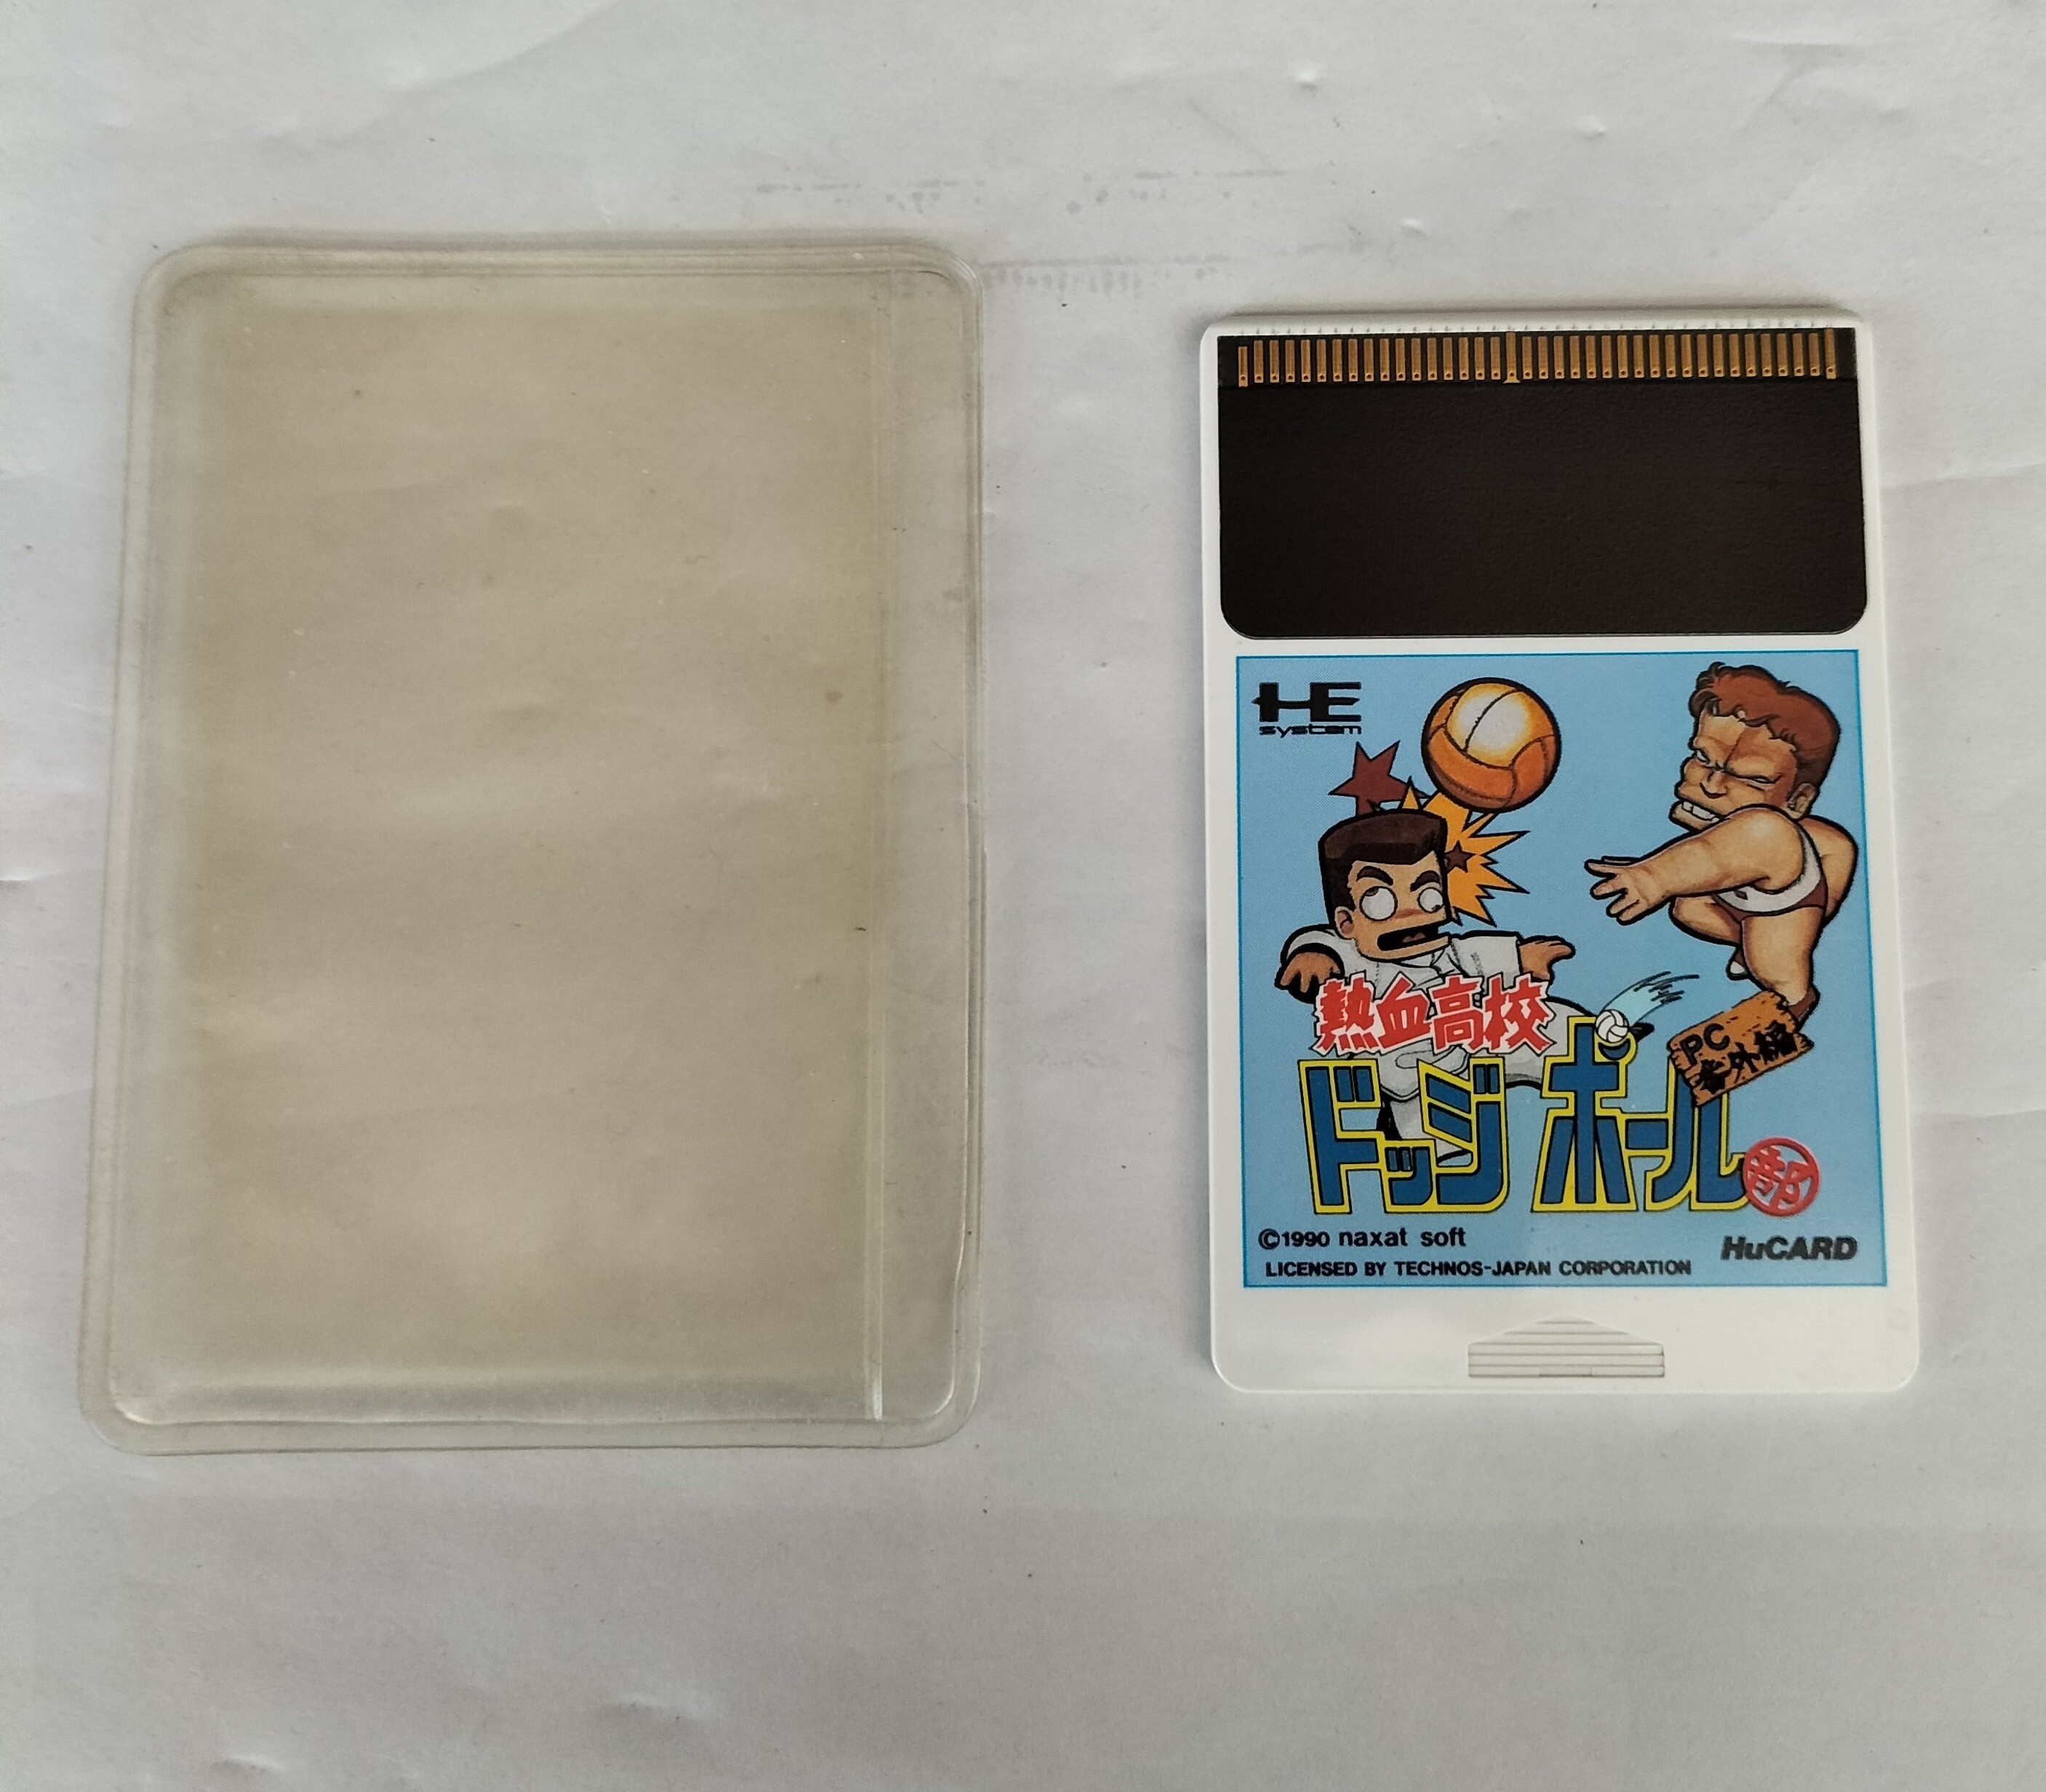 HE
system
熱血高校
PC
番外編
ドッジボール部
©1990 naxat soft
HuCARD
LICENSED BY TECHNOS-JAPAN CORPORATION